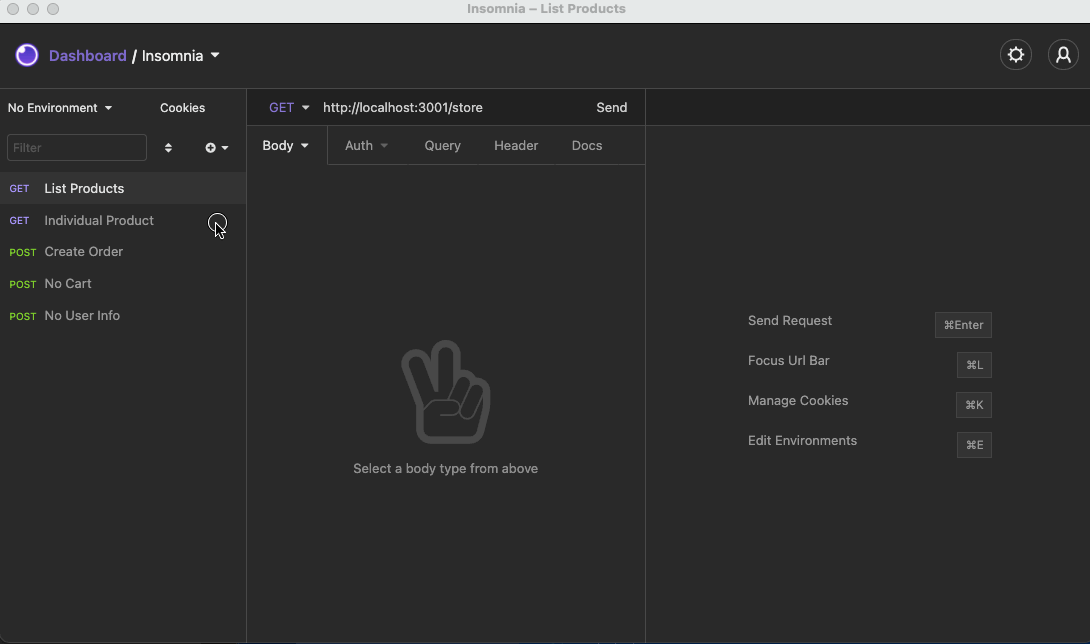 Insomnia – List Products
Dashboard / Insomnia
No Environment
Cookies
GET
http://localhost:3001/store
Send
Filter
Body
Auth
Query
Header
Docs
GET List Products
GET Individual Product
POST Create Order
POST No Cart
POST No User Info
Select a body type from above
Send Request ⌘Enter
Focus Url Bar ⌘L
Manage Cookies ⌘K
Edit Environments ⌘E